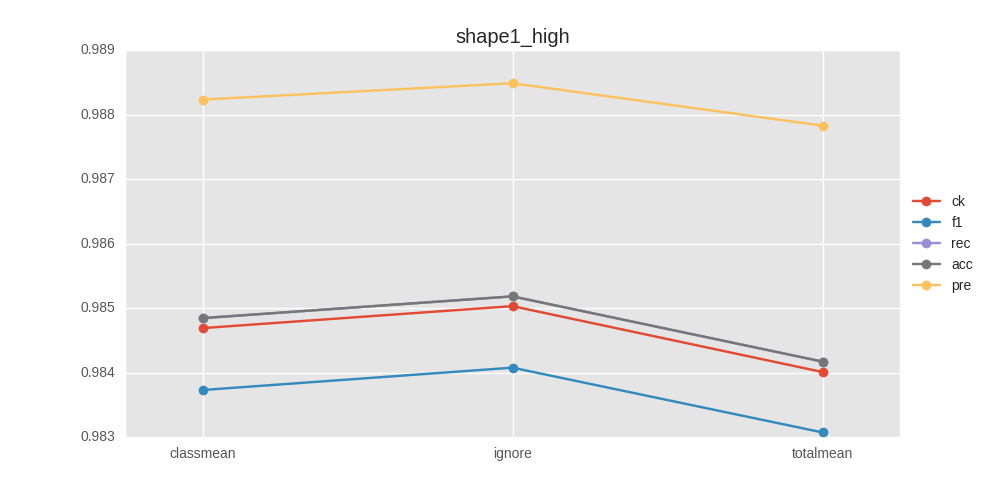 shape1_high
0.989
0.988
0.987
0.986
0.985
0.984
0.983
classmean
ignore
totalmean
ck
f1
rec
acc
pre